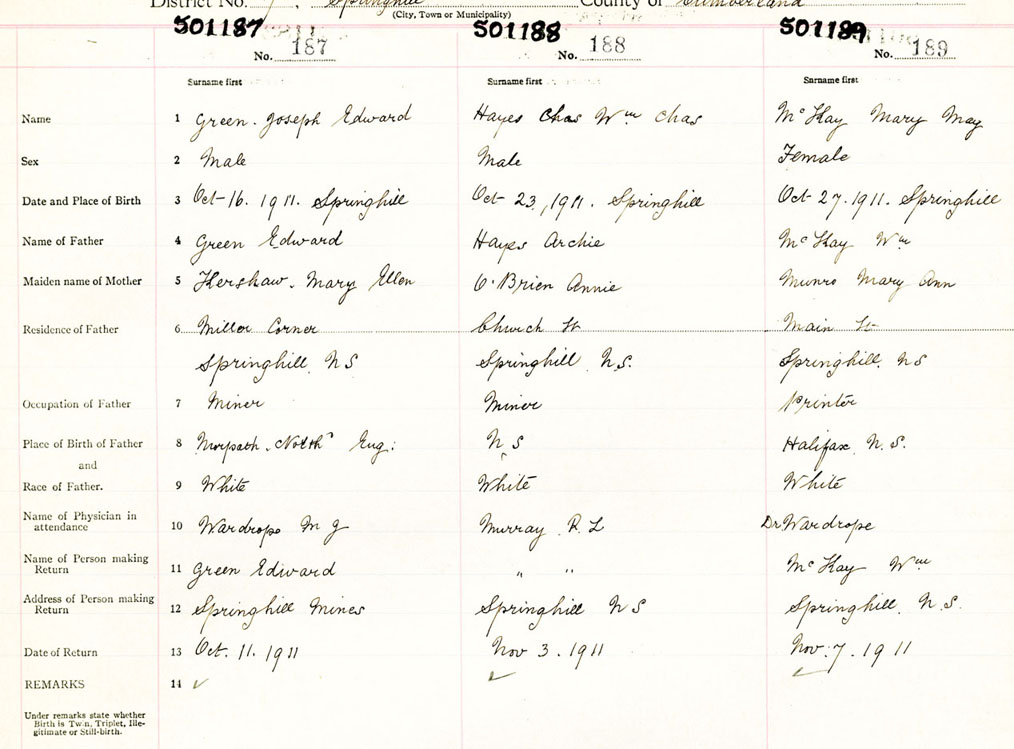 District No. 7, Springhill County of Cumberland
(City, Town or Municipality)
501187 501188 501189
No. 187 No. 188 No. 189
Surname first Surname first Surname first
Name 1 Green. Joseph Edward Hayes Chas Wm Chas McKay Mary May
Sex 2 Male Male Female
Date and Place of Birth 3 Oct-16. 1911. Springhill Oct 23, 1911. Springhill Oct 27. 1911. Springhill
Name of Father 4 Green Edward Hayes Archie McKay Wm
Maiden name of Mother 5 Kershaw. Mary Ellen O'Brien Annie Munro Mary Ann
Residence of Father 6 Miller Corner Church St Main St
Springhill. N S Springhill N.S. Springhill. N S
Occupation of Father 7 Miner Miner Printer
Place of Birth of Father 8 Morpath. North'd Eng. N S Halifax N. S.
and
Race of Father. 9 White White White
Name of Physician in
attendance 10 Wardrope M J Murray R L Dr Wardrope
Name of Person making
Return 11 Green Edward " " McKay Wm
Address of Person making
Return 12 Springhill Mines Springhill N S Springhill. N. S.
Date of Return 13 Oct. 11. 1911 Nov 3. 1911 Nov. 7. 1911
REMARKS 14 ✓ ✓ ✓
Under remarks state whether
Birth is Twin, Triplet, Ille-
gitimate or Still-birth.